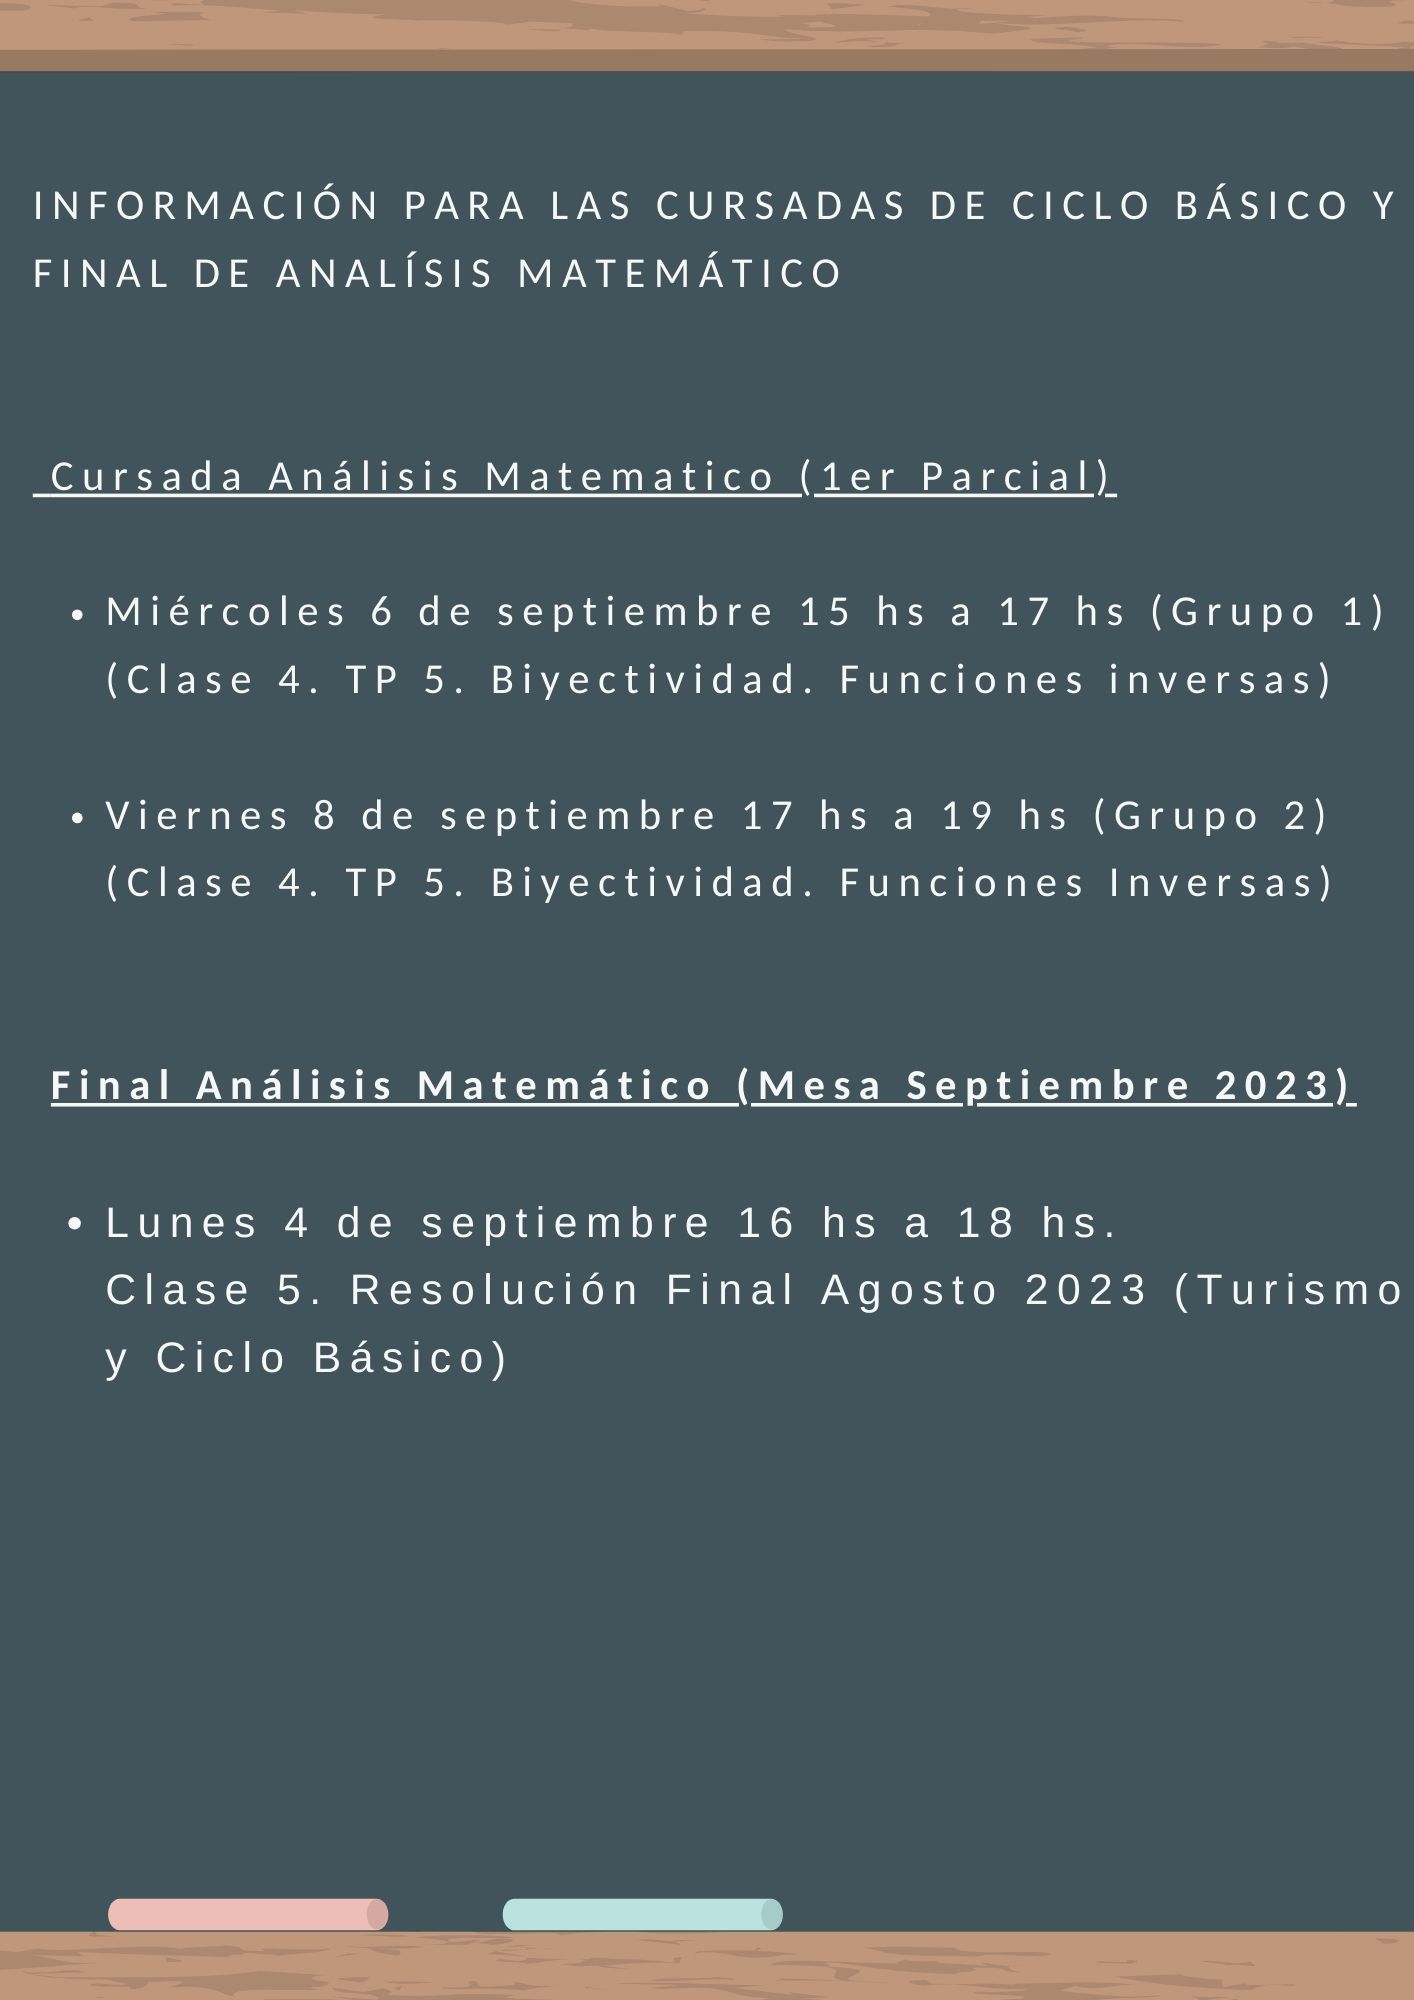 INFORMACIÓN PARA LAS CURSADAS DE CICLO BÁSICO Y
FINAL DE ANALÍSIS MATEMÁTICO
Cursada Análisis Matematico (1er Parcial)
• Miércoles 6 de septiembre 15 hs a 17 hs (Grupo 1)
(Clase 4. TP 5. Biyectividad. Funciones inversas)
• Viernes 8 de septiembre 17 hs a 19 hs (Grupo 2)
(Clase 4. TP 5. Biyectividad. Funciones Inversas)
Final Análisis Matemático (Mesa Septiembre 2023)
• Lunes 4 de septiembre 16 hs a 18 hs.
Clase 5. Resolución Final Agosto 2023 (Turismo
y Ciclo Básico)